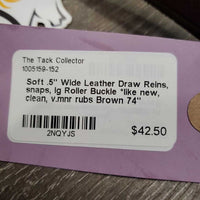 The Tack Collector
1005159-152
Soft .5" Wide Leather Draw Reins,
snaps, lg Roller Buckle *like new,
clean, v.mnr rubs Brown 74"
2NQYJS
$42.50